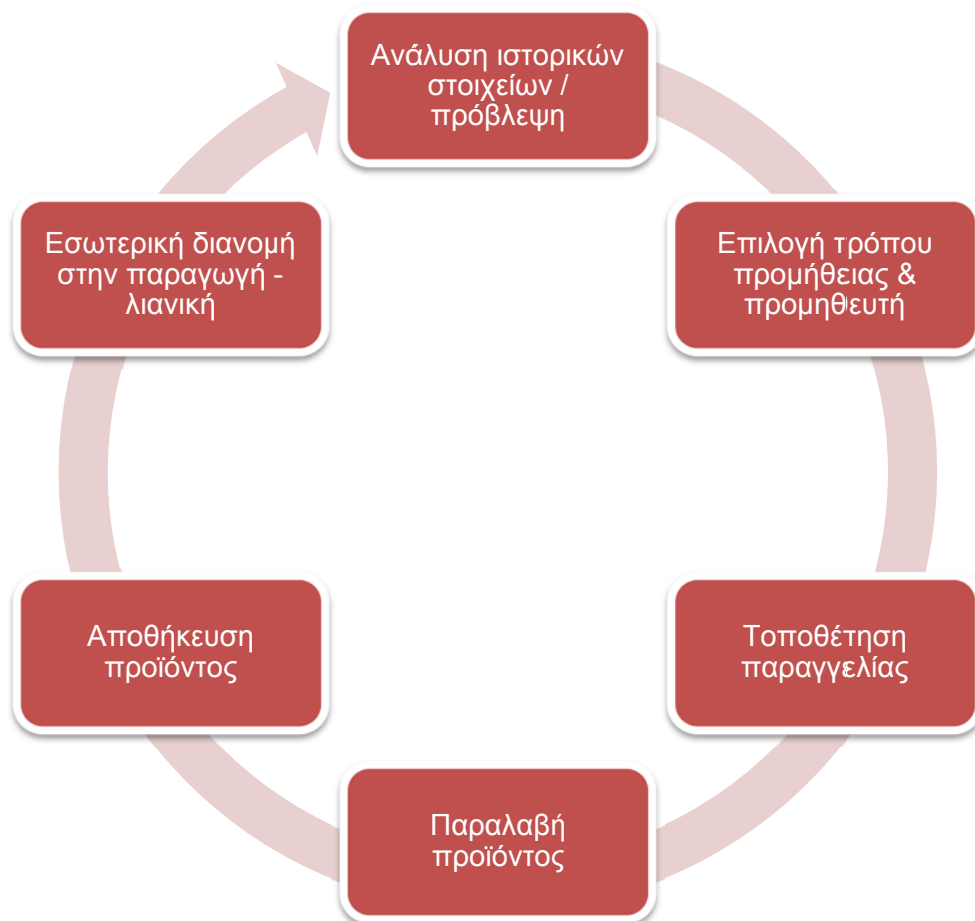 Ανάλυση ιστορικών
στοιχείων /
πρόβλεψη
Επιλογή τρόπου
προμήθειας &
προμηθευτή
Τοποθέτηση
παραγγελίας
Παραλαβή
προϊόντος
Αποθήκευση
προϊόντος
Εσωτερική διανομή
στην παραγωγή -
λιανική